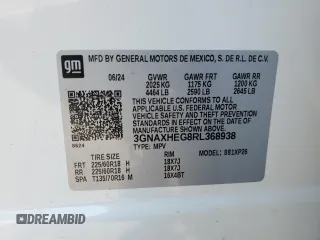 gm MFD BY GENERAL MOTORS DE MEXICO, S. DE R.L. DE C.V.
06/24 GVWR GAWR FRT GAWR RR
2025 KG 1175 KG 1200 KG
4464 LB 2590 LB 2645 LB
THIS VEHICLE CONFORMS TO ALL APPLICABLE U.S. FEDERAL MOTOR VEHICLE SAFETY, BUMPER, AND THEFT
PREVENTION STANDARDS IN EFFECT ON THE DATE OF
MANUFACTURE SHOWN ABOVE.
3GNAXHEG8RL368938
TYPE: MPV
0624 MODEL:
TIRE SIZE RIM
FRT 225/60R18 H 18X7J
RR 225/60R18 H 18X7J
SPA T135/70R16 M 16X4BT